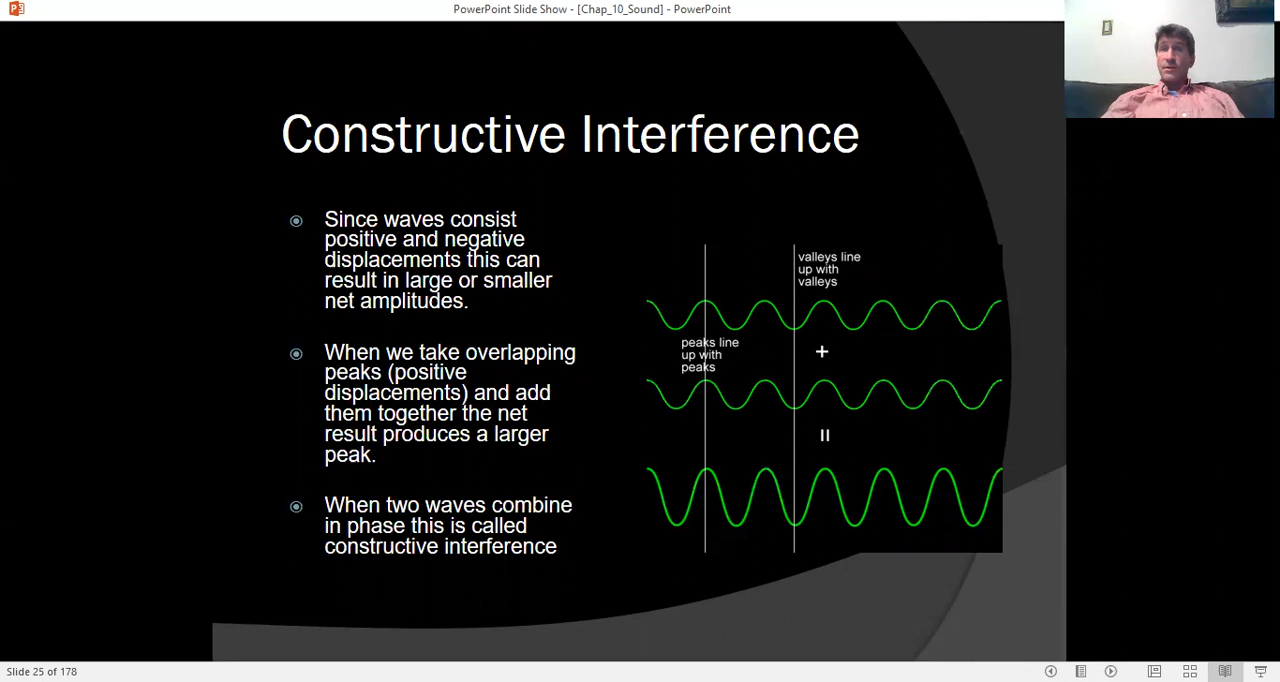 PowerPoint Slide Show - [Chap_10_Sound] - PowerPoint
Constructive Interference
Since waves consist
positive and negative
displacements this can
result in large or smaller
net amplitudes.
When we take overlapping
peaks (positive
displacements) and add
them together the net
result produces a larger
peak.
When two waves combine
in phase this is called
constructive interference
valleys line
up with
valleys
peaks line
up with
peaks
+
=
Slide 25 of 178